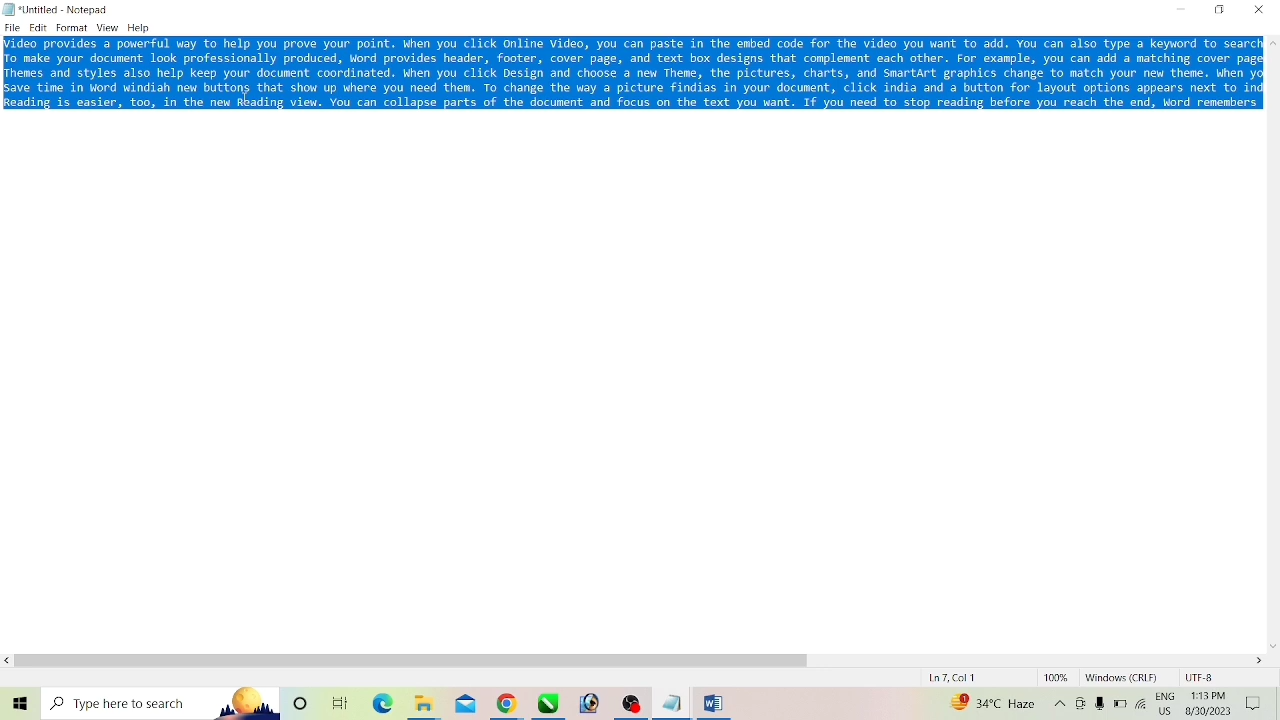 *Untitled - Notepad
File Edit Format View Help
Video provides a powerful way to help you prove your point. When you click Online Video, you can paste in the embed code for the video you want to add. You can also type a keyword to search
To make your document look professionally produced, Word provides header, footer, cover page, and text box designs that complement each other. For example, you can add a matching cover page
Themes and styles also help keep your document coordinated. When you click Design and choose a new Theme, the pictures, charts, and SmartArt graphics change to match your new theme. When yo
Save time in Word windiah new buttons that show up where you need them. To change the way a picture findias in your document, click india and a button for layout options appears next to ind
Reading is easier, too, in the new Reading view. You can collapse parts of the document and focus on the text you want. If you need to stop reading before you reach the end, Word remembers
Ln 7, Col 1 100% Windows (CRLF) UTF-8
Type here to search 34°C Haze ENG US 1:13 PM 8/30/2023